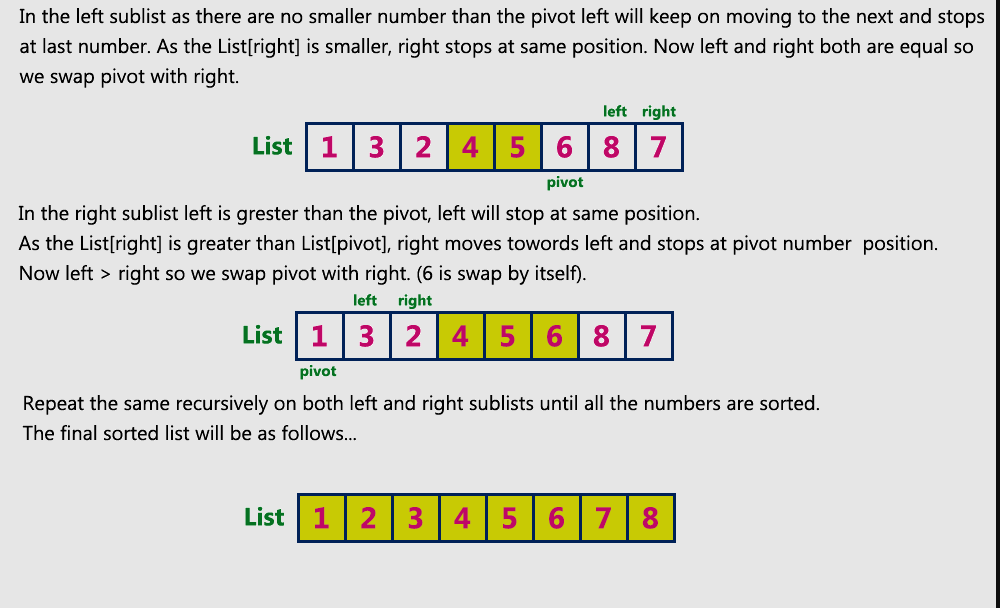 In the left sublist as there are no smaller number than the pivot left will keep on moving to the next and stops
at last number. As the List[right] is smaller, right stops at same position. Now left and right both are equal so
we swap pivot with right.
left right
List 1 3 2 4 5 6 8 7
pivot
In the right sublist left is grester than the pivot, left will stop at same position.
As the List[right] is greater than List[pivot], right moves towords left and stops at pivot number position.
Now left > right so we swap pivot with right. (6 is swap by itself).
left right
List 1 3 2 4 5 6 8 7
pivot
Repeat the same recursively on both left and right sublists until all the numbers are sorted.
The final sorted list will be as follows...
List 1 2 3 4 5 6 7 8